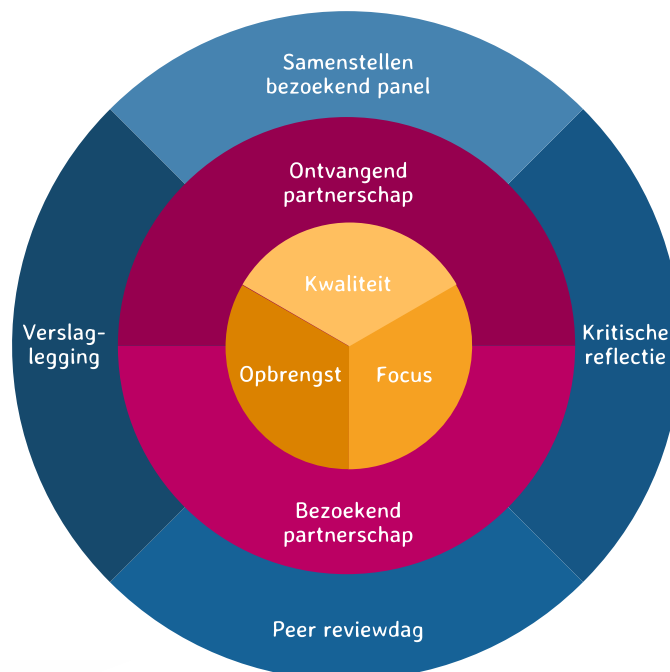 Samenstellen
bezoekend panel
Ontvangend
partnerschap
Kwaliteit
Verslag-
legging
Kritische
reflectie
Opbrengst
Focus
Bezoekend
partnerschap
Peer reviewdag